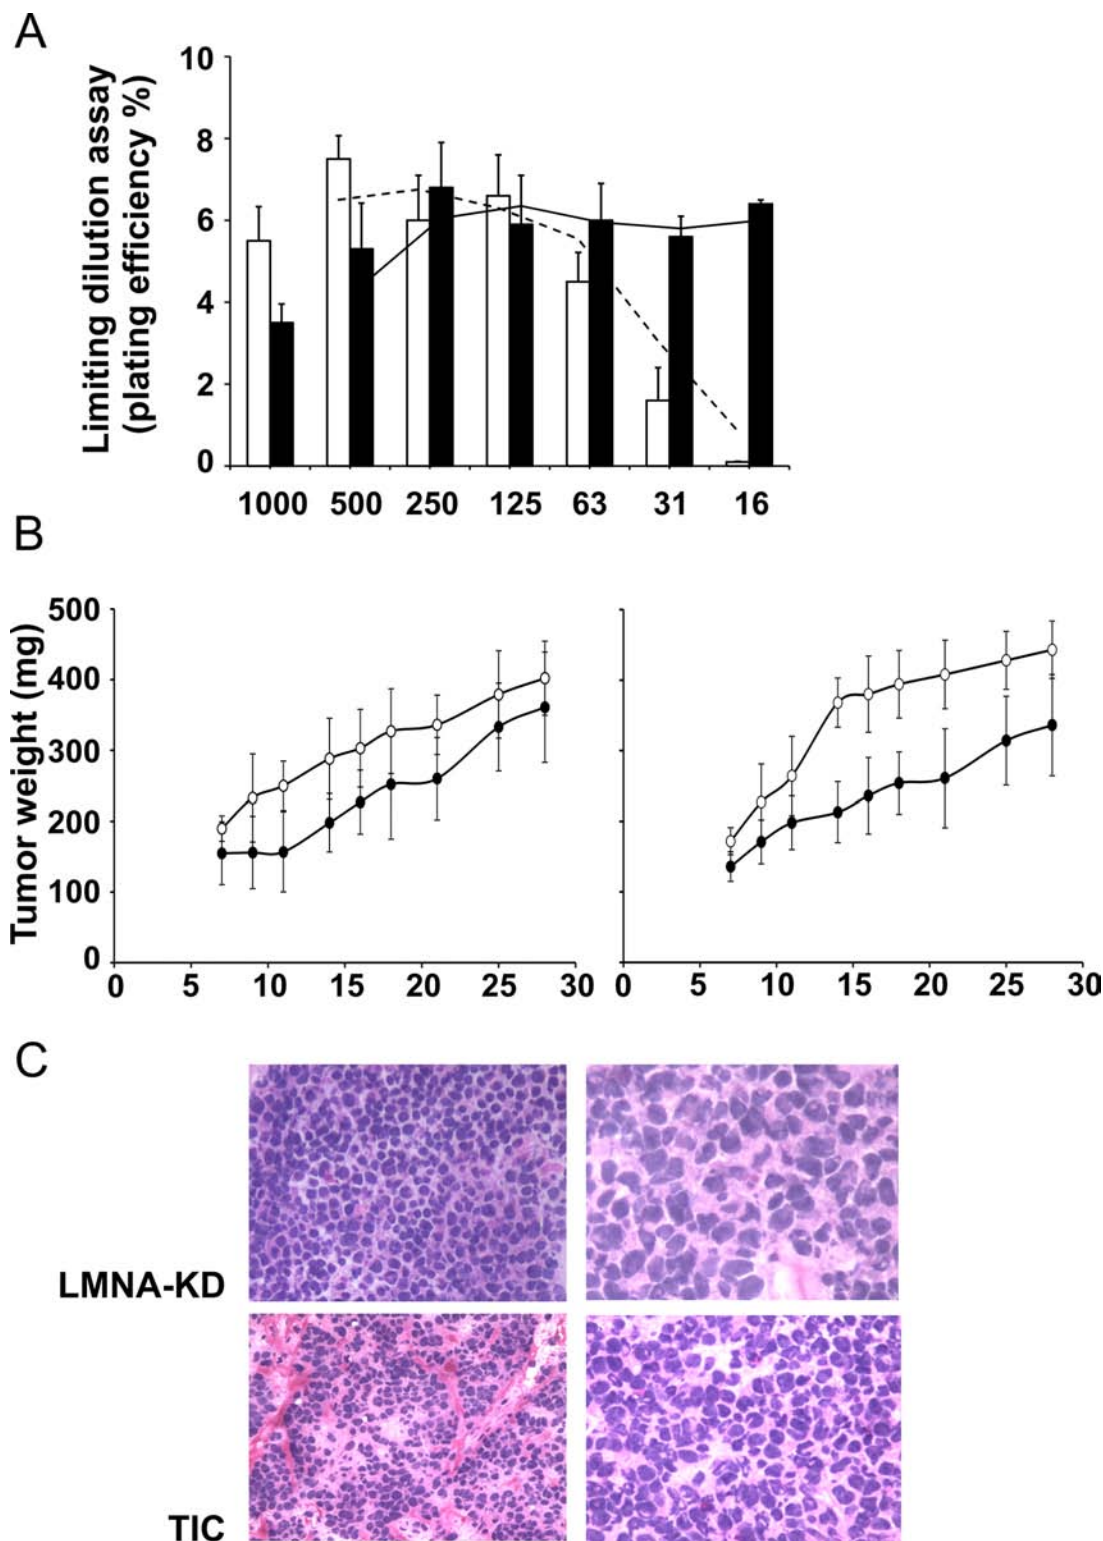 A
Limiting dilution assay
(plating efficiency %)
10
8
6
4
2
0
1000 500 250 125 63 31 16
B
Tumor weight (mg)
500
400
300
200
100
0
0 5 10 15 20 25 30
0 5 10 15 20 25 30
C
LMNA-KD
TIC